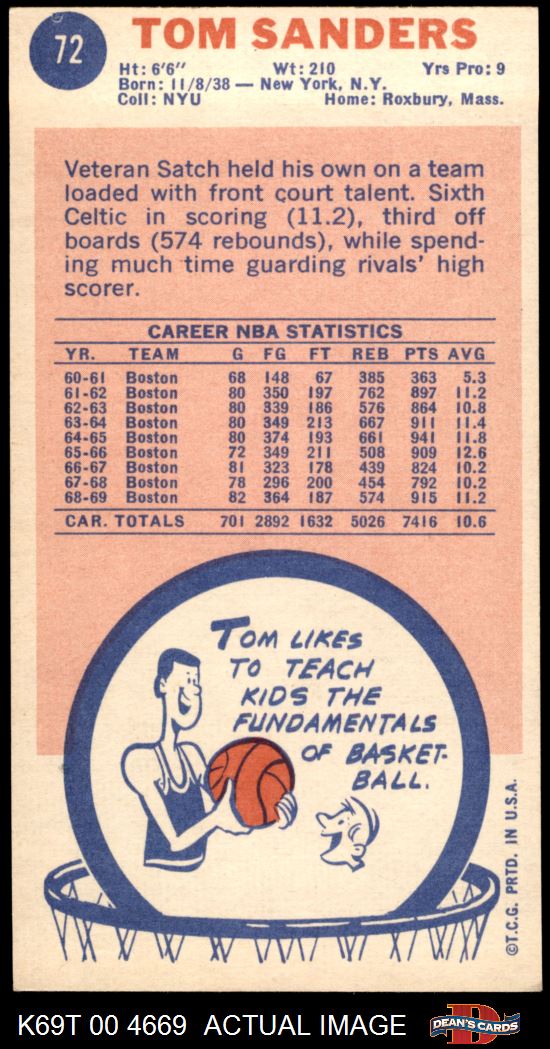 72
TOM SANDERS
Ht: 6'6" Wt: 210 Yrs Pro: 9
Born: 11/8/38 — New York, N.Y.
Coll: NYU Home: Roxbury, Mass.
Veteran Satch held his own on a team
loaded with front court talent. Sixth
Celtic in scoring (11.2), third off
boards (574 rebounds), while spend-
ing much time guarding rivals' high
scorer.
CAREER NBA STATISTICS
YR. TEAM G FG FT REB PTS AVG
60-61 Boston 68 148 67 385 363 5.3
61-62 Boston 80 350 197 762 897 11.2
62-63 Boston 80 339 186 576 864 10.8
63-64 Boston 80 349 213 667 911 11.4
64-65 Boston 80 374 193 661 941 11.8
65-66 Boston 72 349 211 508 909 12.6
66-67 Boston 81 323 178 439 824 10.2
67-68 Boston 78 296 200 454 792 10.2
68-69 Boston 82 364 187 574 915 11.2
CAR. TOTALS 701 2892 1632 5026 7416 10.6
TOM LIKES
TO TEACH
KIDS THE
FUNDAMENTALS
OF BASKET-
BALL.
©T.C.G. PRTD. IN U.S.A.
K69T 00 4669 ACTUAL IMAGE
D
DEAN'S CARDS